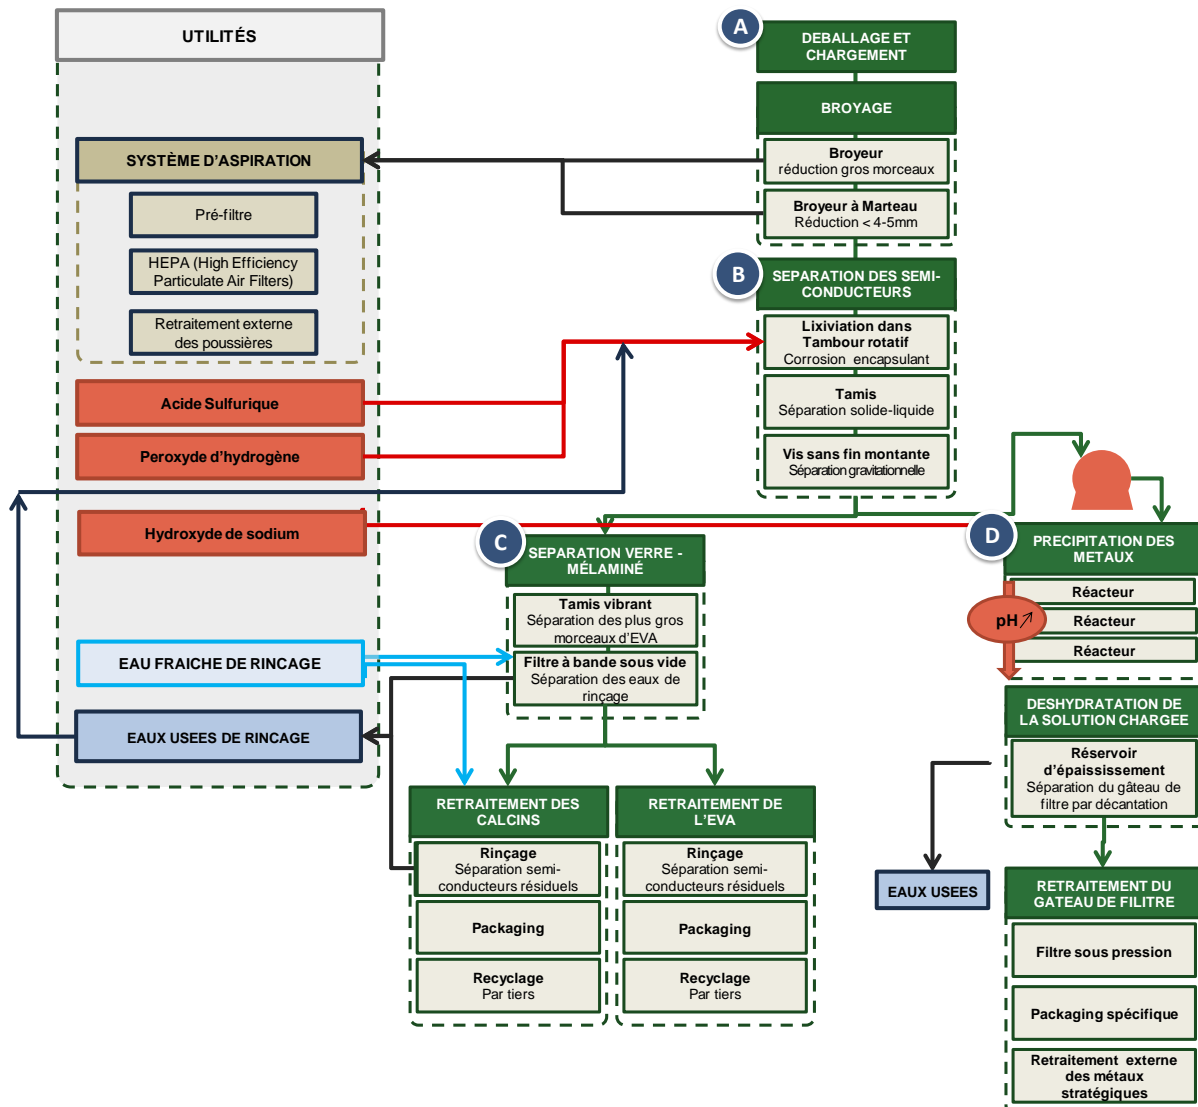 UTILITÉS
SYSTÈME D'ASPIRATION
Pré-filtre
HEPA (High Efficiency
Particulate Air Filters)
Retraitement externe
des poussières
Acide Sulfurique
Peroxyde d'hydrogène
Hydroxyde de sodium
EAU FRAICHE DE RINCAGE
EAUX USEES DE RINCAGE
A
DEBALLAGE ET
CHARGEMENT
BROYAGE
Broyeur
réduction gros morceaux
Broyeur à Marteau
Réduction < 4-5mm
B
SEPARATION DES SEMI-
CONDUCTEURS
Lixiviation dans
Tambour rotatif
Corrosion encapsulant
Tamis
Séparation solide-liquide
Vis sans fin montante
Séparation gravitationnelle
C
SEPARATION VERRE -
MÉLAMINÉ
Tamis vibrant
Séparation des plus gros
morceaux d'EVA
Filtre à bande sous vide
Séparation des eaux de
rinçage
RETRAITEMENT DES
CALCINS
Rinçage
Séparation semi-
conducteurs résiduels
Packaging
Recyclage
Par tiers
RETRAITEMENT DE
L'EVA
Rinçage
Séparation semi-
conducteurs résiduels
Packaging
Recyclage
Par tiers
D
PRECIPITATION DES
METAUX
Réacteur
Réacteur
Réacteur
pH ↗
DESHYDRATATION DE
LA SOLUTION CHARGEE
Réservoir
d'épaississement
Séparation du gâteau de
filtre par décantation
EAUX USEES
RETRAITEMENT DU
GATEAU DE FILITRE
Filtre sous pression
Packaging spécifique
Retraitement externe
des métaux
stratégiques